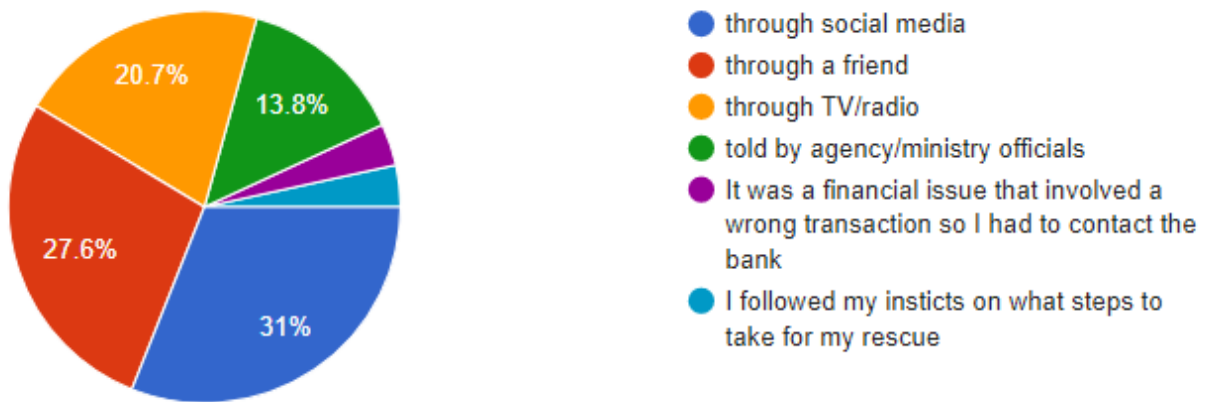 20.7%
13.8%
27.6%
31%
through social media
through a friend
through TV/radio
told by agency/ministry officials
It was a financial issue that involved a
wrong transaction so I had to contact the
bank
I followed my insticts on what steps to
take for my rescue